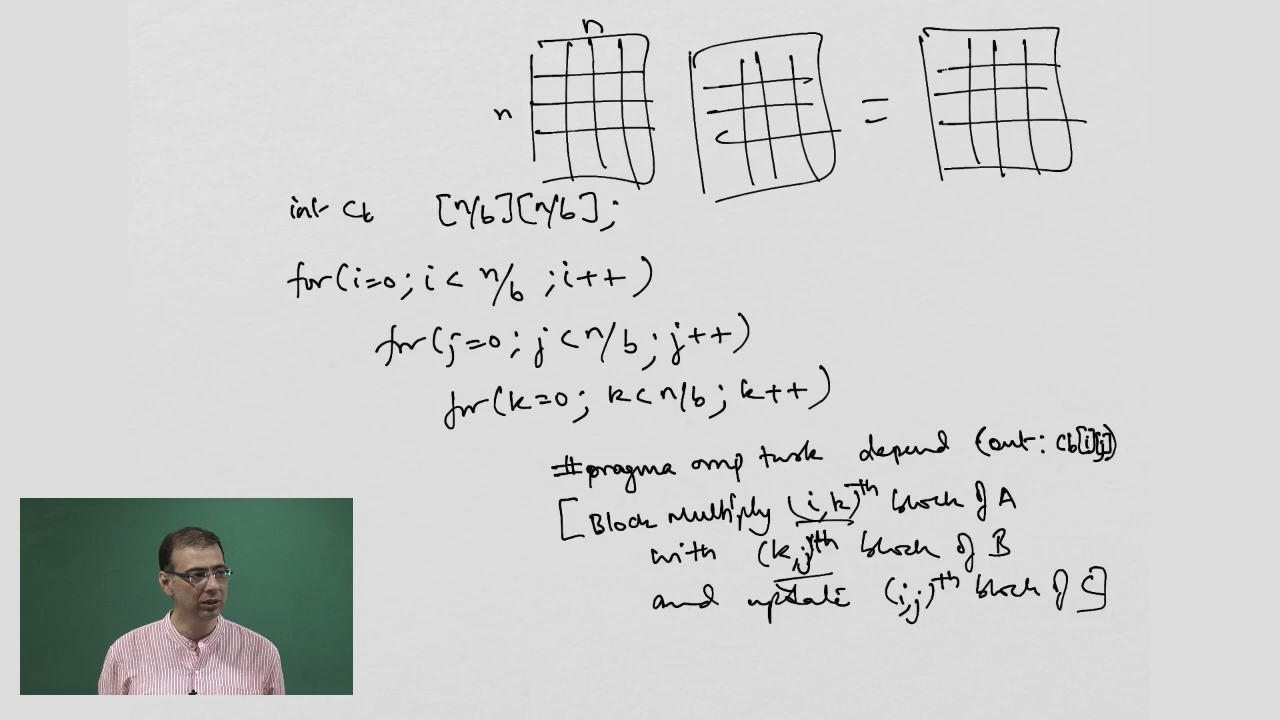 n
n
=
int Cb [n/b][n/b];
for(i=0; i < n/b ; i++)
for(j=0; j < n/b; j++)
for(k=0; k < n/b; k++)
#pragma omp task depend (out: Cb[i][j])
[Block Multiply (i,k)th block of A
with (k,j)th block of B
and update (i,j)th block of C]